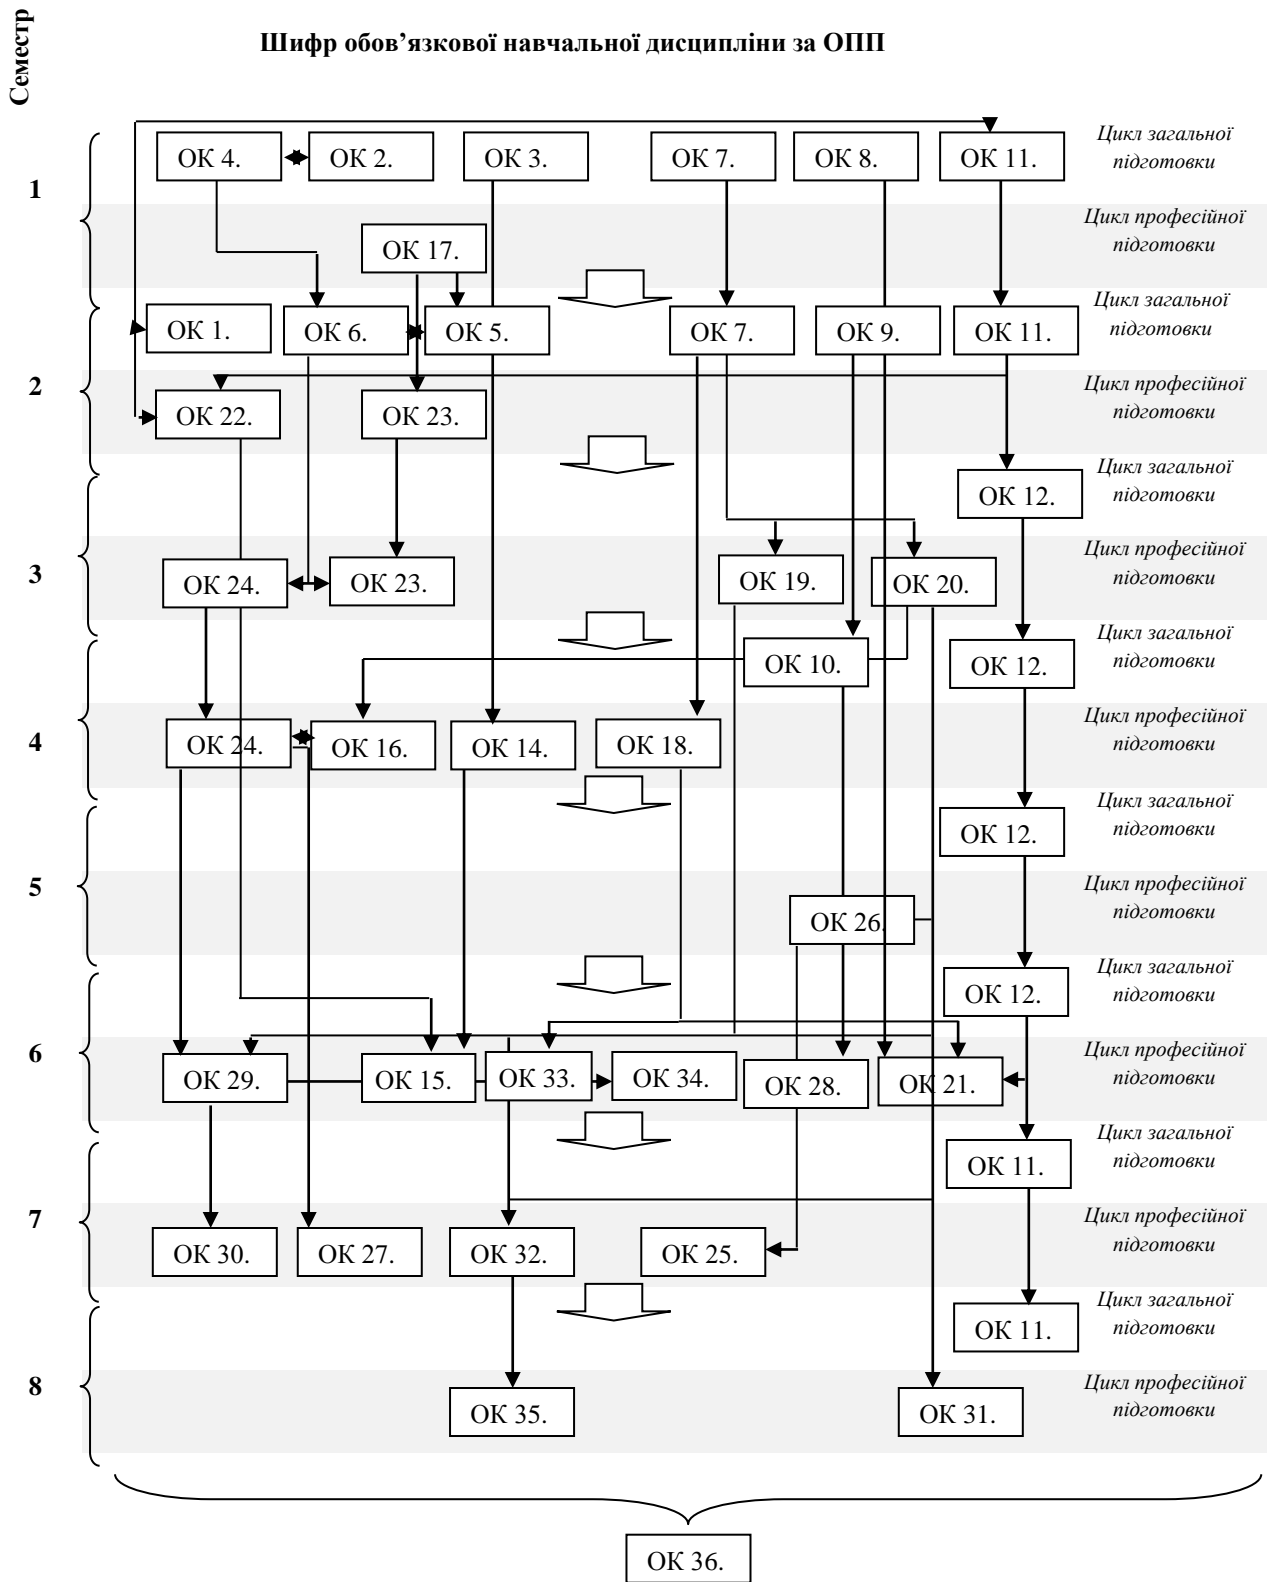 Семестр
Шифр обов’язкової навчальної дисципліни за ОПП
1
ОК 4.
ОК 2.
ОК 3.
ОК 7.
ОК 8.
ОК 11.
Цикл загальної
підготовки
ОК 17.
Цикл професійної
підготовки
2
ОК 1.
ОК 6.
ОК 5.
ОК 7.
ОК 9.
ОК 11.
Цикл загальної
підготовки
ОК 22.
ОК 23.
Цикл професійної
підготовки
3
ОК 12.
Цикл загальної
підготовки
ОК 24.
ОК 23.
ОК 19.
ОК 20.
Цикл професійної
підготовки
4
ОК 10.
ОК 12.
Цикл загальної
підготовки
ОК 24.
ОК 16.
ОК 14.
ОК 18.
Цикл професійної
підготовки
5
ОК 12.
Цикл загальної
підготовки
ОК 26.
Цикл професійної
підготовки
6
ОК 12.
Цикл загальної
підготовки
ОК 29.
ОК 15.
ОК 33.
ОК 34.
ОК 28.
ОК 21.
Цикл професійної
підготовки
7
ОК 11.
Цикл загальної
підготовки
ОК 30.
ОК 27.
ОК 32.
ОК 25.
Цикл професійної
підготовки
8
ОК 11.
Цикл загальної
підготовки
ОК 35.
ОК 31.
Цикл професійної
підготовки
ОК 36.